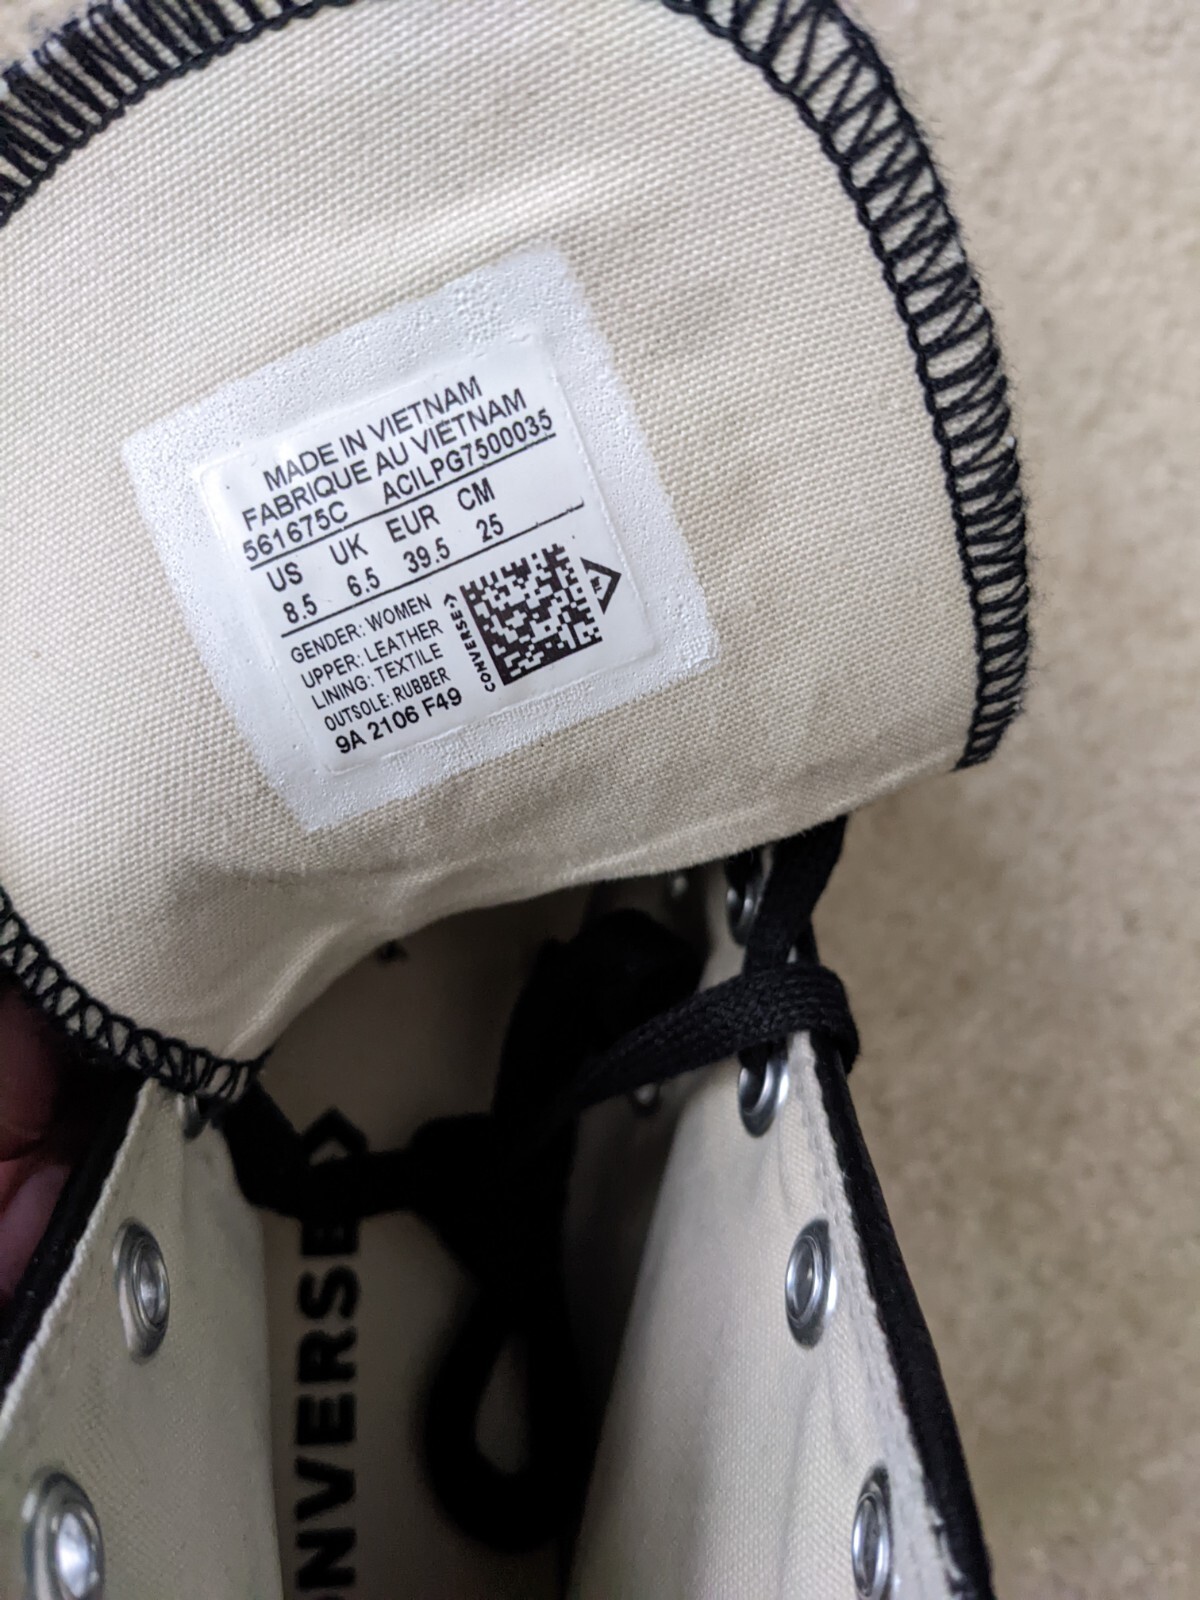 MADE IN VIETNAM
FABRIQUE AU VIETNAM
561675C ACILPG7500035
US UK EUR CM
8.5 6.5 39.5 25
GENDER: WOMEN
UPPER: LEATHER
LINING: TEXTILE
OUTSOLE: RUBBER
9A 2106 F49
CONVERSE
ONVERSE